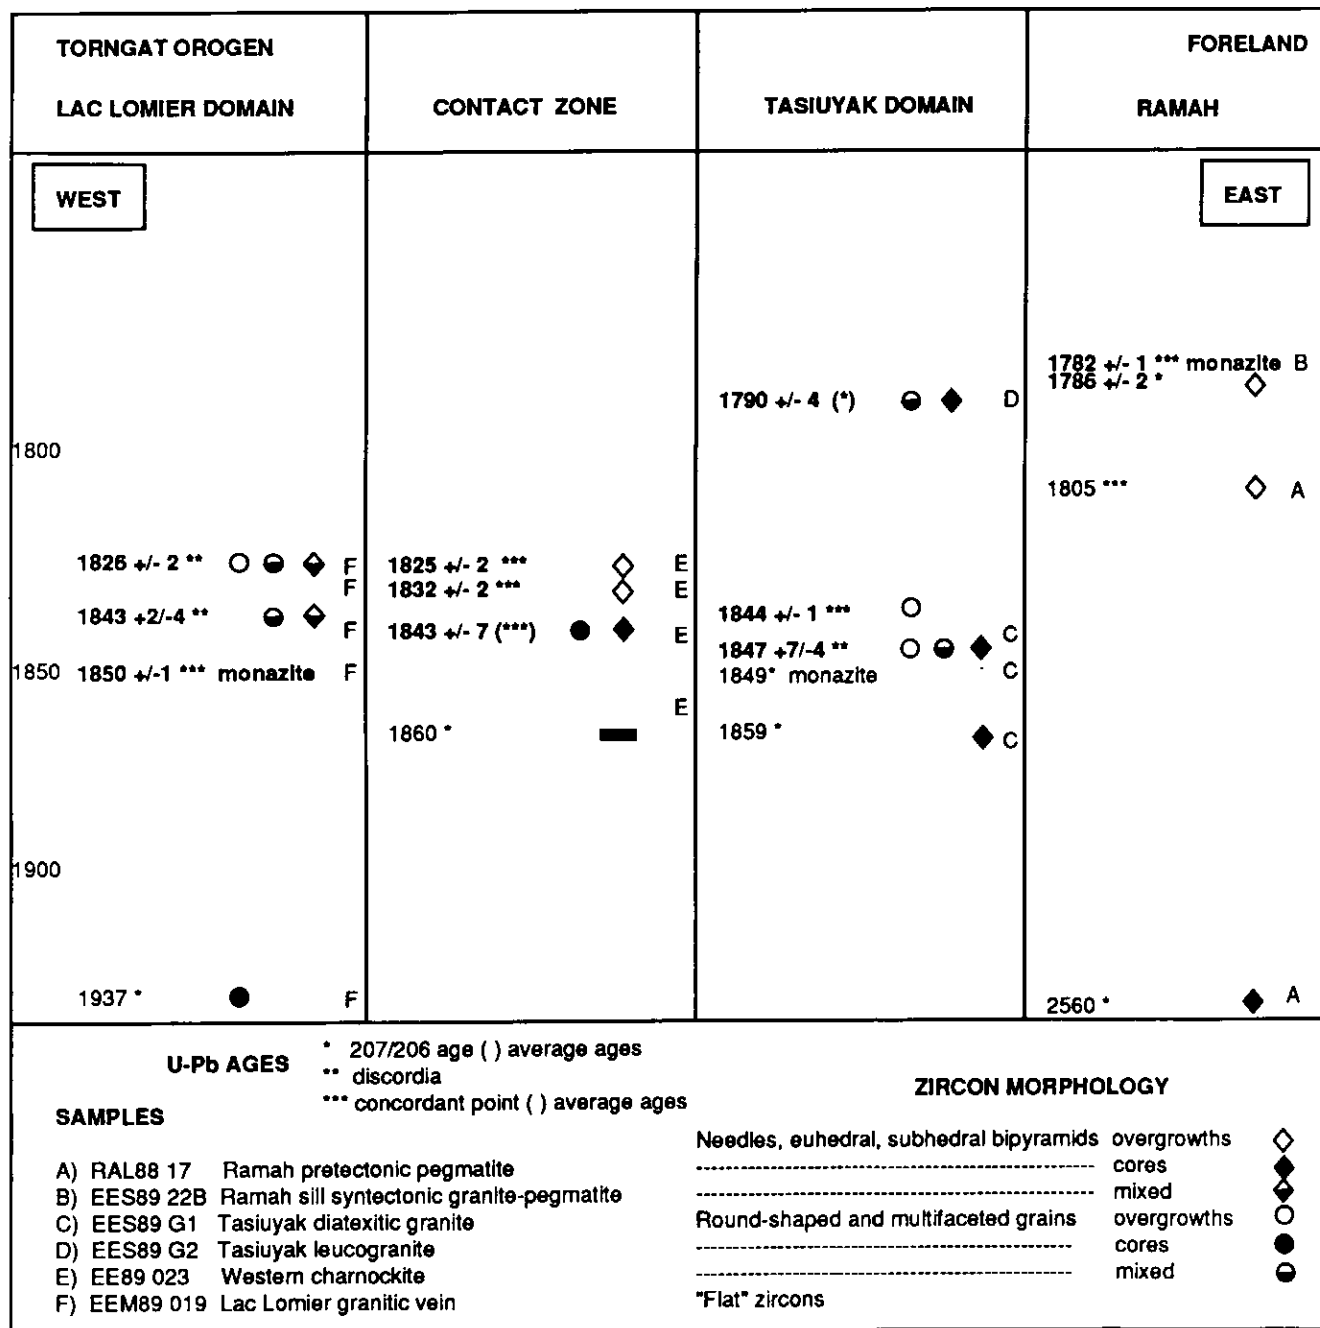 TORNGAT OROGEN
FORELAND
LAC LOMIER DOMAIN
CONTACT ZONE
TASIUYAK DOMAIN
RAMAH
WEST
EAST
1782 +/- 1 *** monazite B
1786 +/- 2 *
1790 +/- 4 (*) D
1800
1805 *** A
1826 +/- 2 ** F
1825 +/- 2 *** E
F
1832 +/- 2 *** E
1843 +2/-4 **
1844 +/- 1 ***
F
1843 +/- 7 (***) E
C
1847 +7/-4 **
1850
1850 +/-1 *** monazite F
1849* monazite C
E
1860 *
1859 * C
1900
1937 * F
2560 * A
U-Pb AGES
* 207/206 age ( ) average ages
** discordia
*** concordant point ( ) average ages
SAMPLES
A) RAL88 17 Ramah pretectonic pegmatite
B) EES89 22B Ramah sill syntectonic granite-pegmatite
C) EES89 G1 Tasiuyak diatexitic granite
D) EES89 G2 Tasiuyak leucogranite
E) EE89 023 Western charnockite
F) EEM89 019 Lac Lomier granitic vein
ZIRCON MORPHOLOGY
Needles, euhedral, subhedral bipyramids overgrowths
cores
mixed
Round-shaped and multifaceted grains overgrowths
cores
mixed
"Flat" zircons